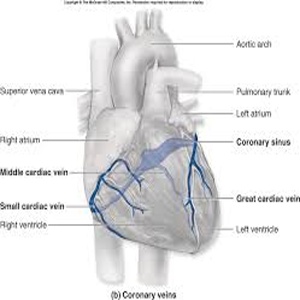 Copyright © The McGraw-Hill Companies, Inc. Permission required for reproduction or display.
Aortic arch
Superior vena cava
Pulmonary trunk
Left atrium
Right atrium
Coronary sinus
Middle cardiac vein
Small cardiac vein
Great cardiac vein
Right ventricle
Left ventricle
(b) Coronary veins